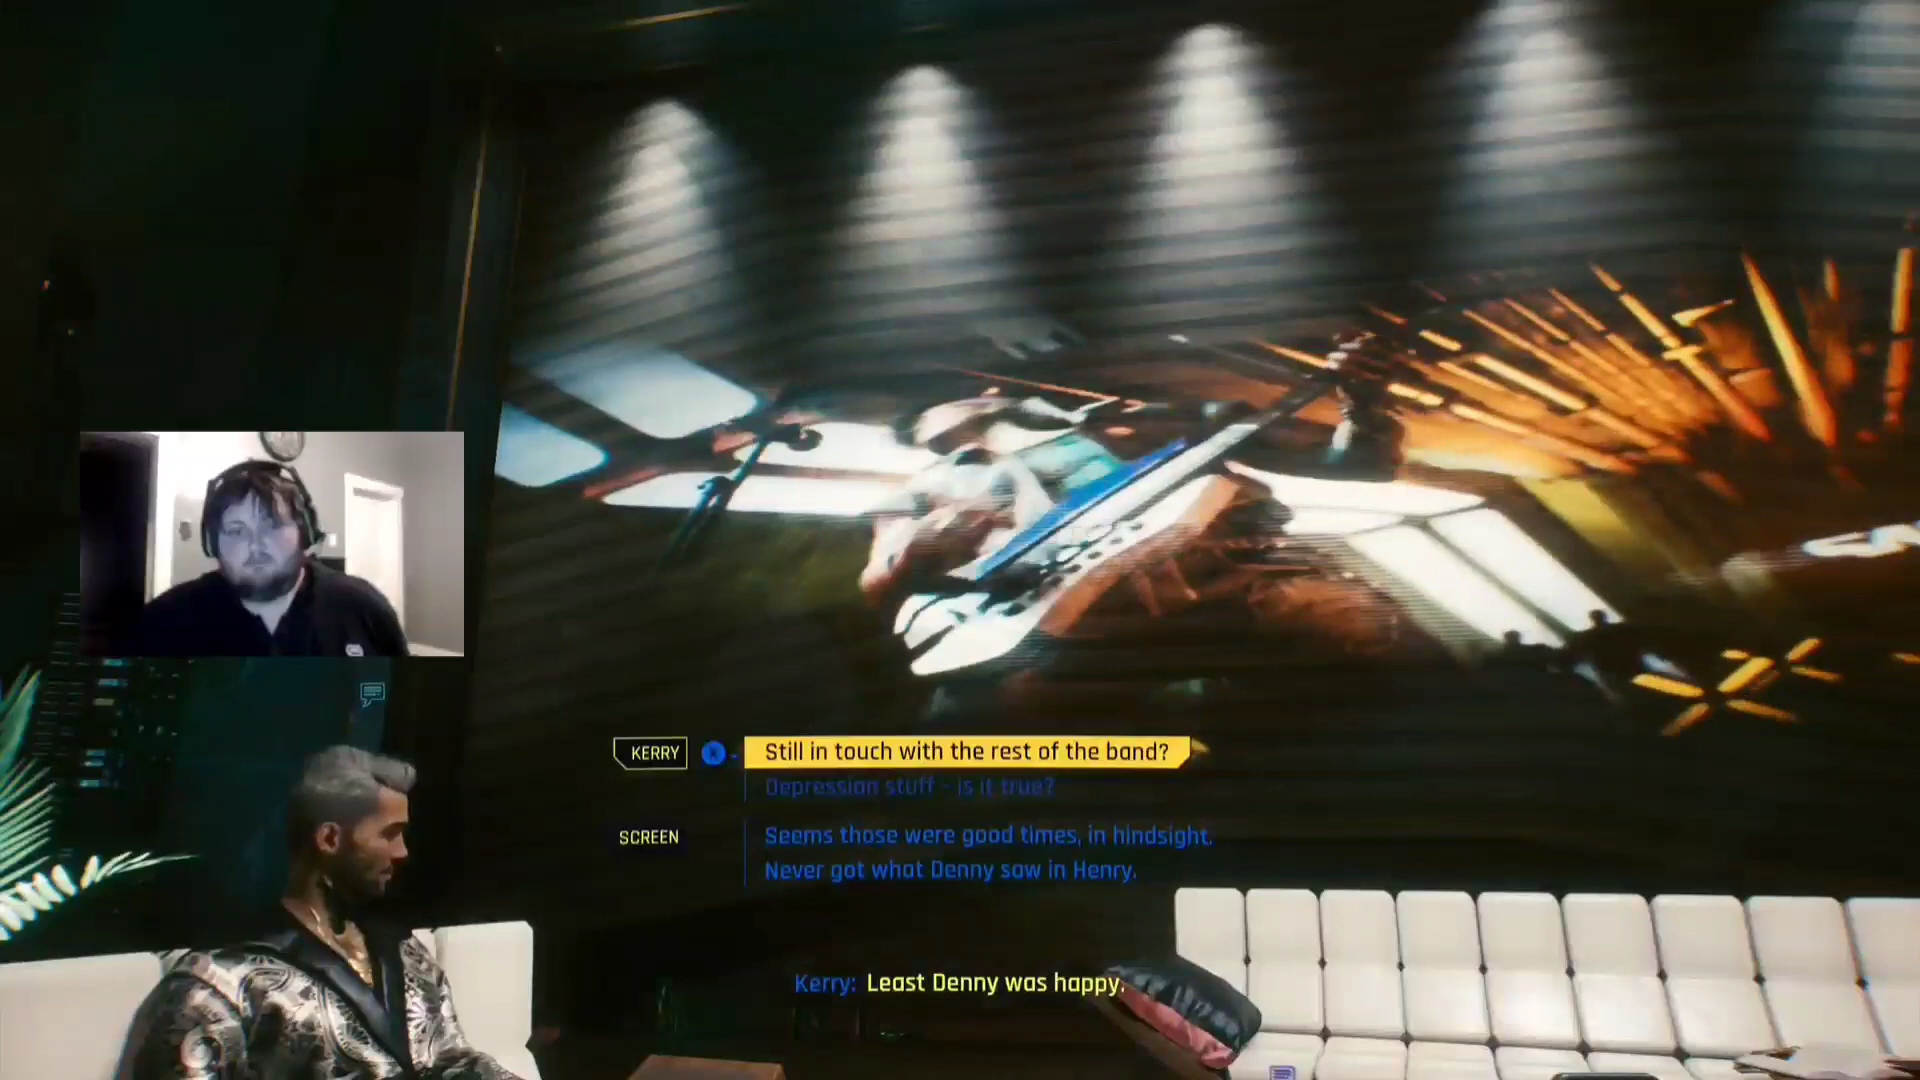 KERRY
X
Still in touch with the rest of the band?
Depression stuff - is it true?
SCREEN
Seems those were good times, in hindsight.
Never got what Denny saw in Henry.
Kerry: Least Denny was happy.